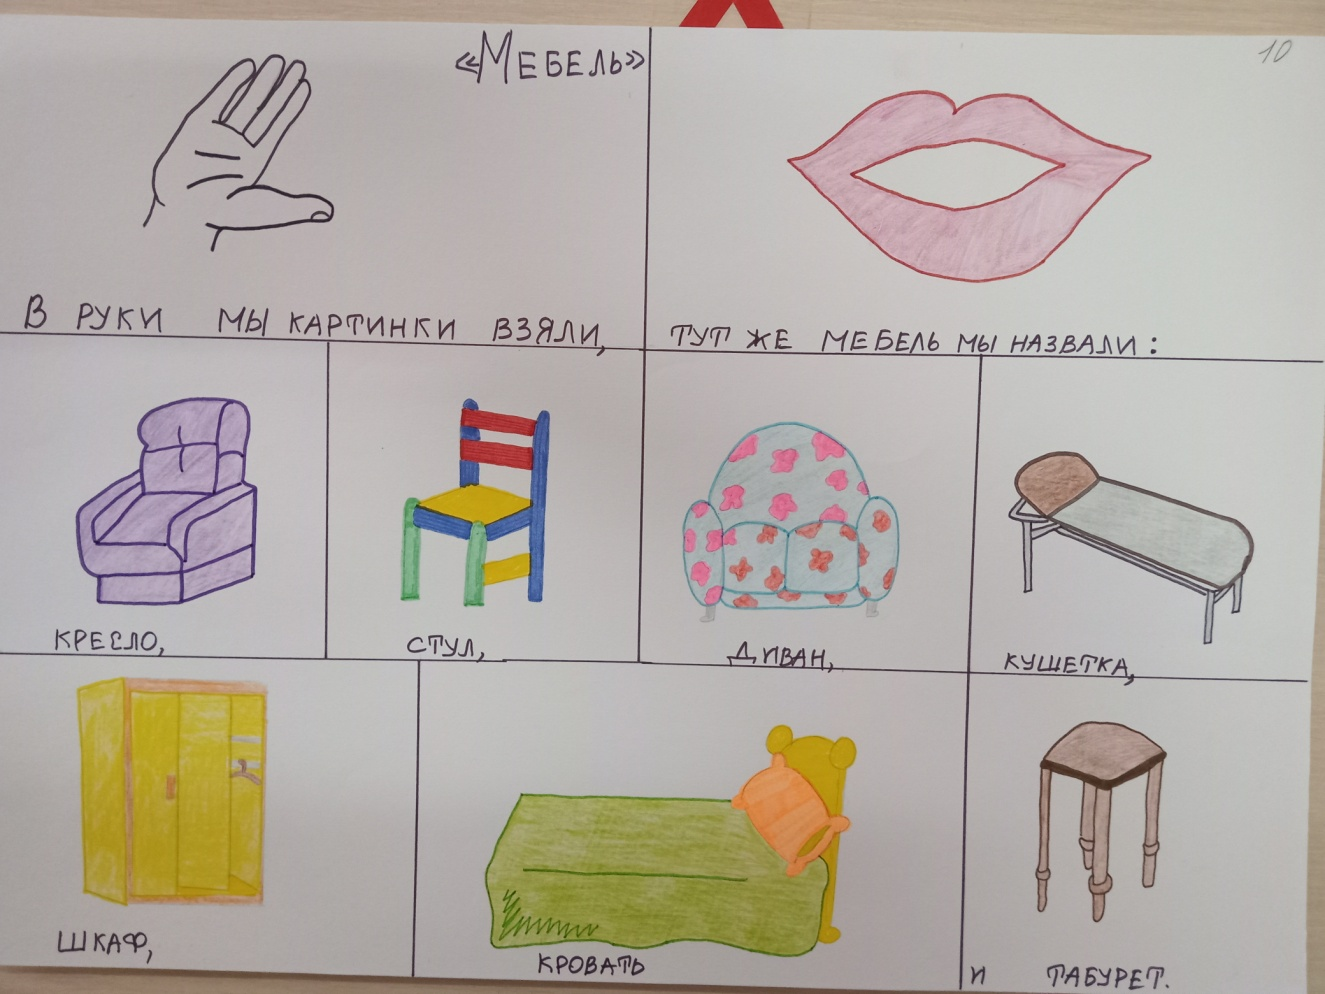 «МЕБЕЛЬ»
10
В РУКИ МЫ КАРТИНКИ ВЗЯЛИ,
ТУТ ЖЕ МЕБЕЛЬ МЫ НАЗВАЛИ:
КРЕСЛО,
СТУЛ,
ДИВАН,
КУШЕТКА,
ШКАФ,
КРОВАТЬ
И ТАБУРЕТ.